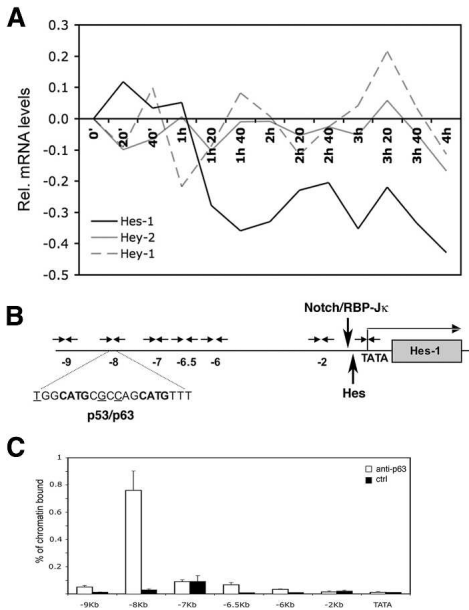 A
Rel. mRNA levels
0.3
0.2
0.1
0.0
-0.1
-0.2
-0.3
-0.4
-0.5
0'
20'
40'
1h
1h 20
1h 40
2h
2h 20
2h 40
3h
3h 20
3h 40
4h
Hes-1
Hey-2
Hey-1
B
Notch/RBP-Jκ
-9
-8
-7
-6.5
-6
-2
TATA
Hes-1
Hes
TGGCATGCGCCAGCATGTTT
p53/p63
C
% of chromatin bound
1
0.8
0.6
0.4
0.2
anti-p63
ctrl
-9Kb
-8Kb
-7Kb
-6.5Kb
-6Kb
-2Kb
TATA